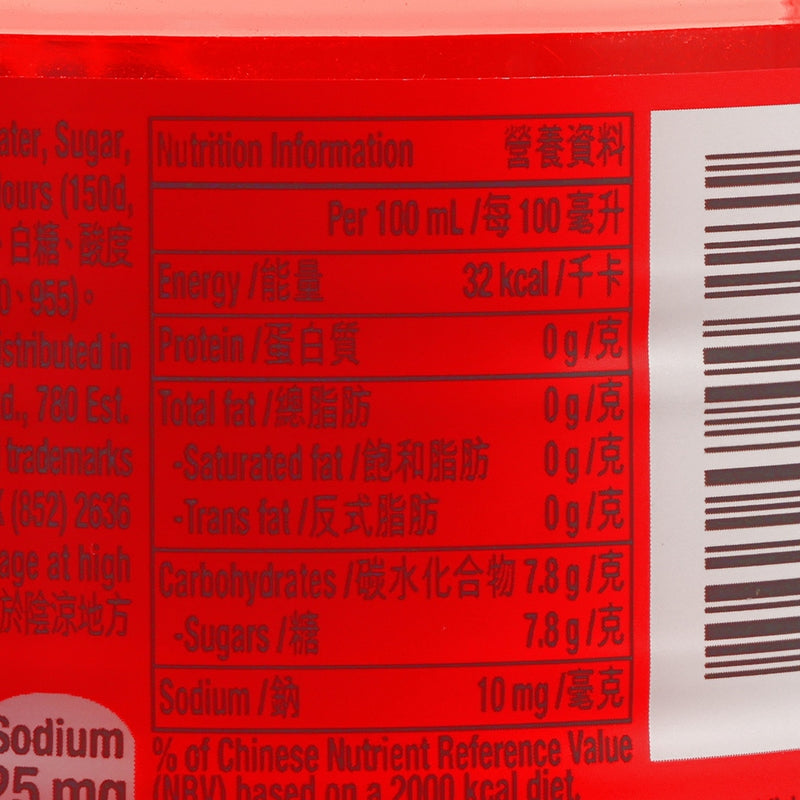 ater, Sugar,
ours (150d,
、白糖、酸度
0、955)。
istributed in
d., 780 Est.
trademarks
(852) 2636
age at high
於陰涼地方
Sodium
25 mg
Nutrition Information 營養資料
Per 100 mL /每 100 毫升
Energy /能量 32 kcal /千卡
Protein /蛋白質 0 g /克
Total fat /總脂肪 0 g /克
-Saturated fat /飽和脂肪 0 g /克
-Trans fat /反式脂肪 0 g /克
Carbohydrates /碳水化合物 7.8 g /克
-Sugars /糖 7.8 g /克
Sodium /鈉 10 mg /毫克
% of Chinese Nutrient Reference Value
(NRV) based on a 2000 kcal diet.